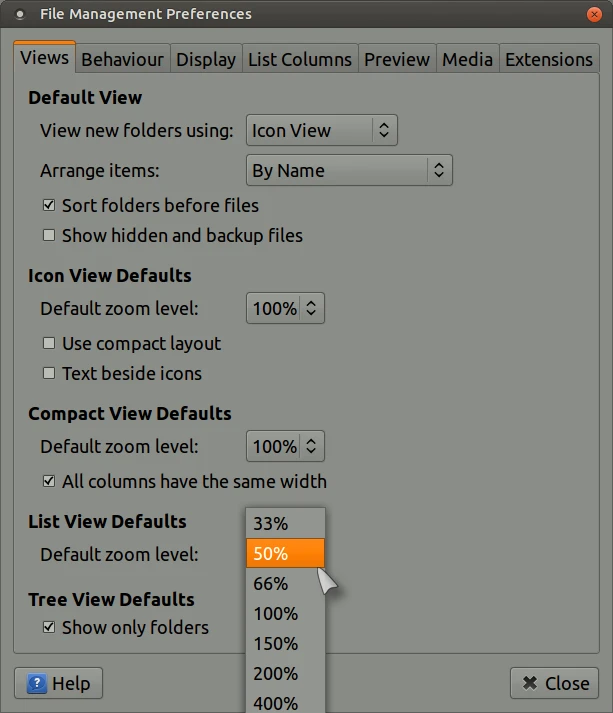 File Management Preferences
Views Behaviour Display List Columns Preview Media Extensions
Default View
View new folders using: Icon View
Arrange items: By Name
Sort folders before files
Show hidden and backup files
Icon View Defaults
Default zoom level: 100%
Use compact layout
Text beside icons
Compact View Defaults
Default zoom level: 100%
All columns have the same width
List View Defaults
33%
Default zoom level: 50%
66%
Tree View Defaults
100%
Show only folders
150%
200%
400%
? Help
Close